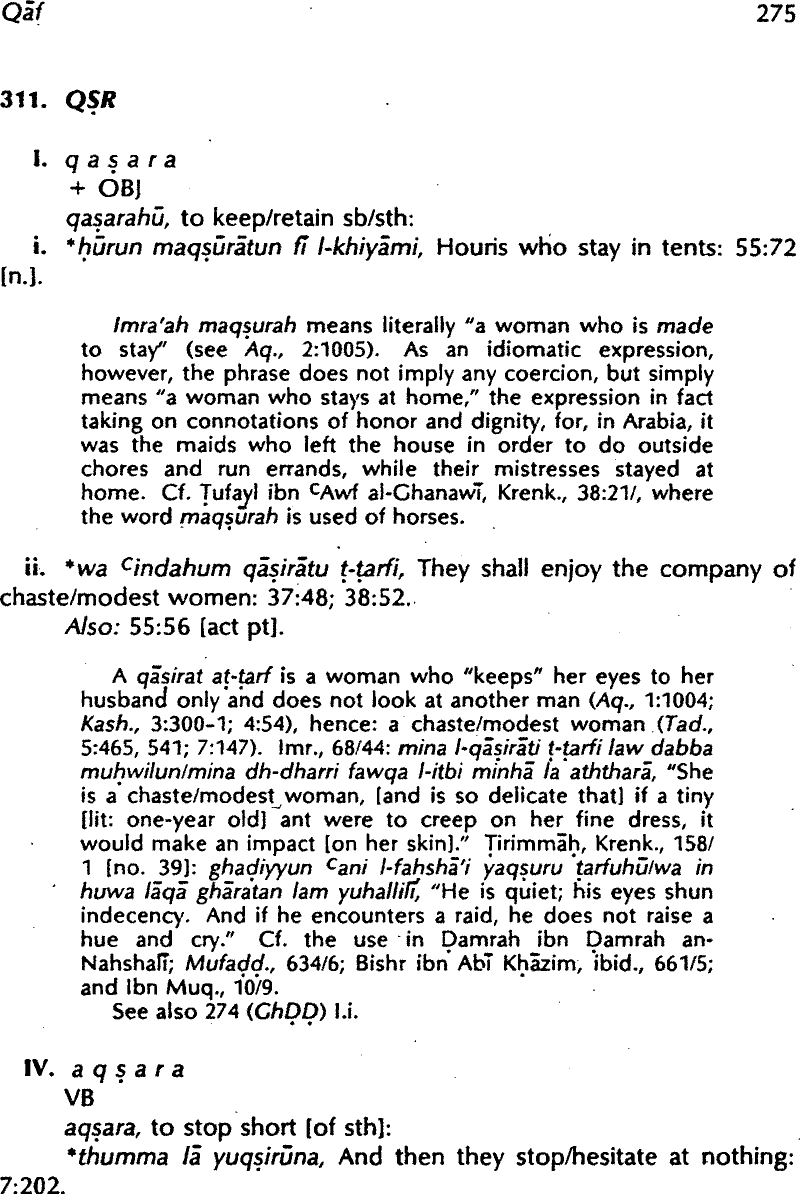 Qāf 275
311. QṢR
I. q a ṣ a r a
+ OBJ
qaṣarahū, to keep/retain sb/sth:
i. *ḥūrun maqṣūrātun fī l-khiyāmi, Houris who stay in tents: 55:72
[n.].
Imra'ah maqṣurah means literally "a woman who is made
to stay" (see Aq., 2:1005). As an idiomatic expression,
however, the phrase does not imply any coercion, but simply
means "a woman who stays at home," the expression in fact
taking on connotations of honor and dignity, for, in Arabia, it
was the maids who left the house in order to do outside
chores and run errands, while their mistresses stayed at
home. Cf. Ṭufayl ibn ᶜAwf al-Ghanawī, Krenk., 38:21/, where
the word maqṣūrah is used of horses.
ii. *wa ᶜindahum qāṣirātu ṭ-ṭarfi, They shall enjoy the company of
chaste/modest women: 37:48; 38:52.
Also: 55:56 [act pt].
A qāṣirat aṭ-ṭarf is a woman who "keeps" her eyes to her
husband only and does not look at another man (Aq., 1:1004;
Kash., 3:300-1; 4:54), hence: a chaste/modest woman (Tad.,
5:465, 541; 7:147). Imr., 68/44: mina l-qāṣirāti ṭ-ṭarfi law dabba
muḥwilun/mina dh-dharri fawqa l-itbi minhā la aththarā, "She
is a chaste/modest woman, [and is so delicate that] if a tiny
[lit: one-year old] ant were to creep on her fine dress, it
would make an impact [on her skin]." Ṭirimmāḥ, Krenk., 158/
1 [no. 39]: ghaḍiyyun ᶜani l-faḥshā'i yaqṣuru ṭarfuhū/wa in
huwa lāqā ghāratan lam yuhallilī, "He is quiet; his eyes shun
indecency. And if he encounters a raid, he does not raise a
hue and cry." Cf. the use in Ḍamrah ibn Ḍamrah an-
Nahshalī; Mufaḍḍ., 634/6; Bishr ibn Abī Khāzim, ibid., 661/5;
and Ibn Muq., 10/9.
See also 274 (GhḌḌ) I.i.
IV. a q ṣ a r a
VB
aqṣara, to stop short [of sth]:
*thumma lā yuqṣirūna, And then they stop/hesitate at nothing:
7:202.